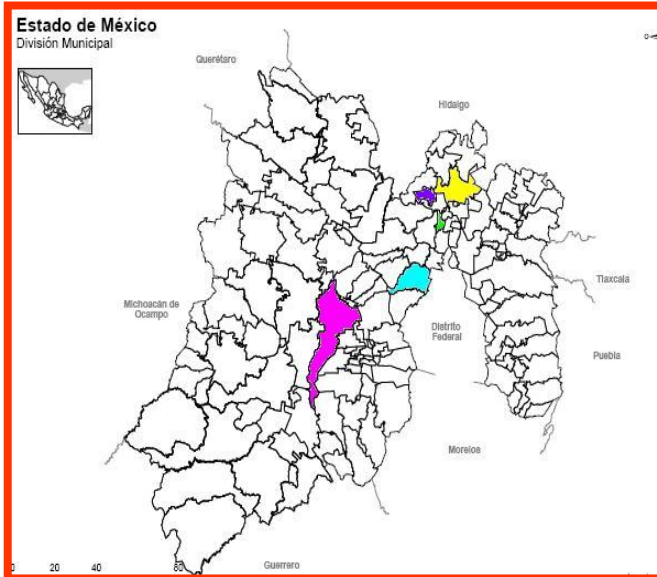 Estado de México
División Municipal
Querétaro
Hidalgo
Tlaxcala
Michoacán de
Ocampo
Distrito
Federal
Puebla
Morelos
Guerrero
0 20 40